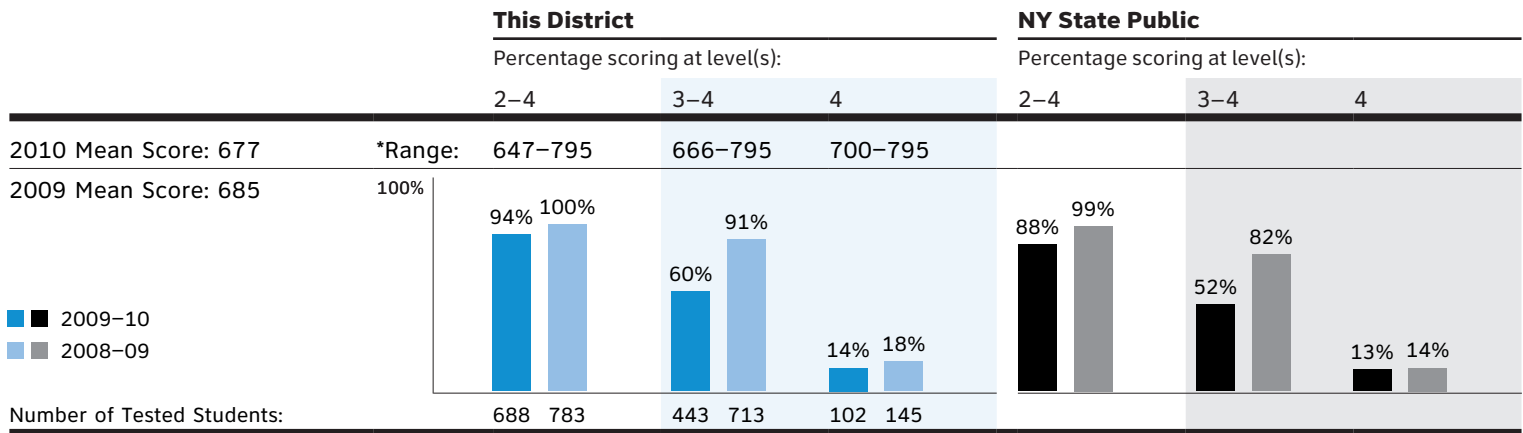 This District NY State Public
Percentage scoring at level(s): Percentage scoring at level(s):
2–4 3–4 4 2–4 3–4 4
2010 Mean Score: 677 *Range: 647–795 666–795 700–795
2009 Mean Score: 685 100%
94% 100% 60% 91% 14% 18% 88% 99% 52% 82% 13% 14%
2009–10
2008–09
Number of Tested Students: 688 783 443 713 102 145